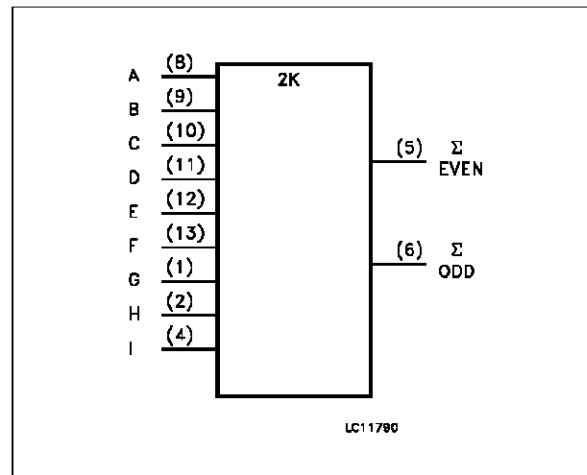 2K
A (8)
B (9)
C (10)
D (11)
E (12)
F (13)
G (1)
H (2)
I (4)
(5) Σ
EVEN
(6) Σ
ODD
LC11790